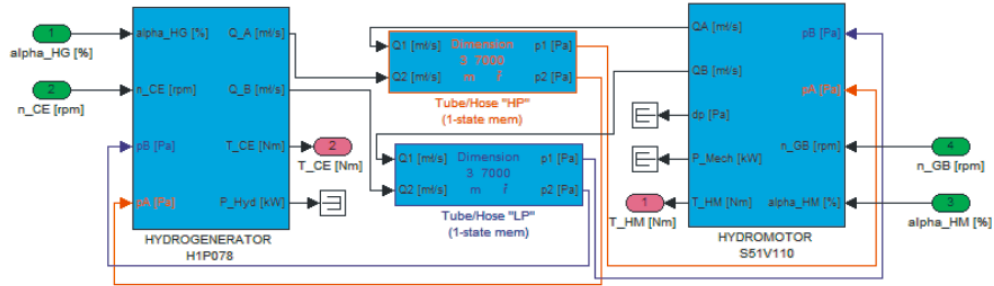 1
alpha_HG [%]
2
n_CE [rpm]
alpha_HG [%]
Q_A [ml/s]
n_CE [rpm]
Q_B [ml/s]
pB [Pa]
T_CE [Nm]
pA [Pa]
P_Hyd [kW]
HYDROGENERATOR
H1P078
2
T_CE [Nm]
Q1 [ml/s]
Dimension
p1 [Pa]
Q2 [ml/s]
3 7000
p2 [Pa]
m l
Tube/Hose "HP"
(1-state mem)
Q1 [ml/s]
Dimension
p1 [Pa]
Q2 [ml/s]
3 7000
p2 [Pa]
m l
Tube/Hose "LP"
(1-state mem)
QA [ml/s]
pB [Pa]
QB [ml/s]
pA [Pa]
dp [Pa]
n_GB [rpm]
P_Mech [kW]
T_HM [Nm]
alpha_HM [%]
HYDROMOTOR
S51V110
1
T_HM [Nm]
4
n_GB [rpm]
3
alpha_HM [%]